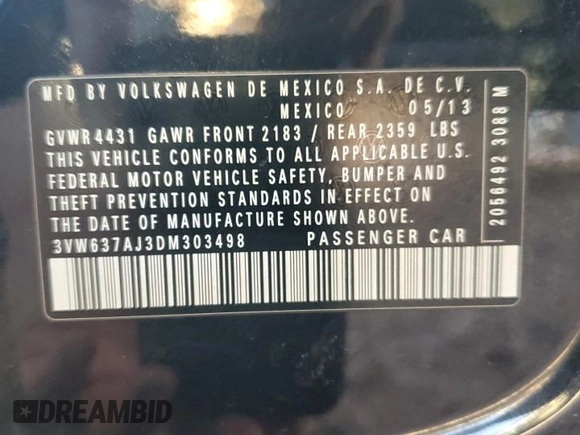 MFD BY VOLKSWAGEN DE MEXICO S.A. DE C.V.
MEXICO 05/13
GVWR4431 GAWR FRONT 2183 / REAR 2359 LBS
THIS VEHICLE CONFORMS TO ALL APPLICABLE U.S.
FEDERAL MOTOR VEHICLE SAFETY, BUMPER AND
THEFT PREVENTION STANDARDS IN EFFECT ON
THE DATE OF MANUFACTURE SHOWN ABOVE.
3VW637AJ3DM303498 PASSENGER CAR
2056492 3088 M
DREAMBID